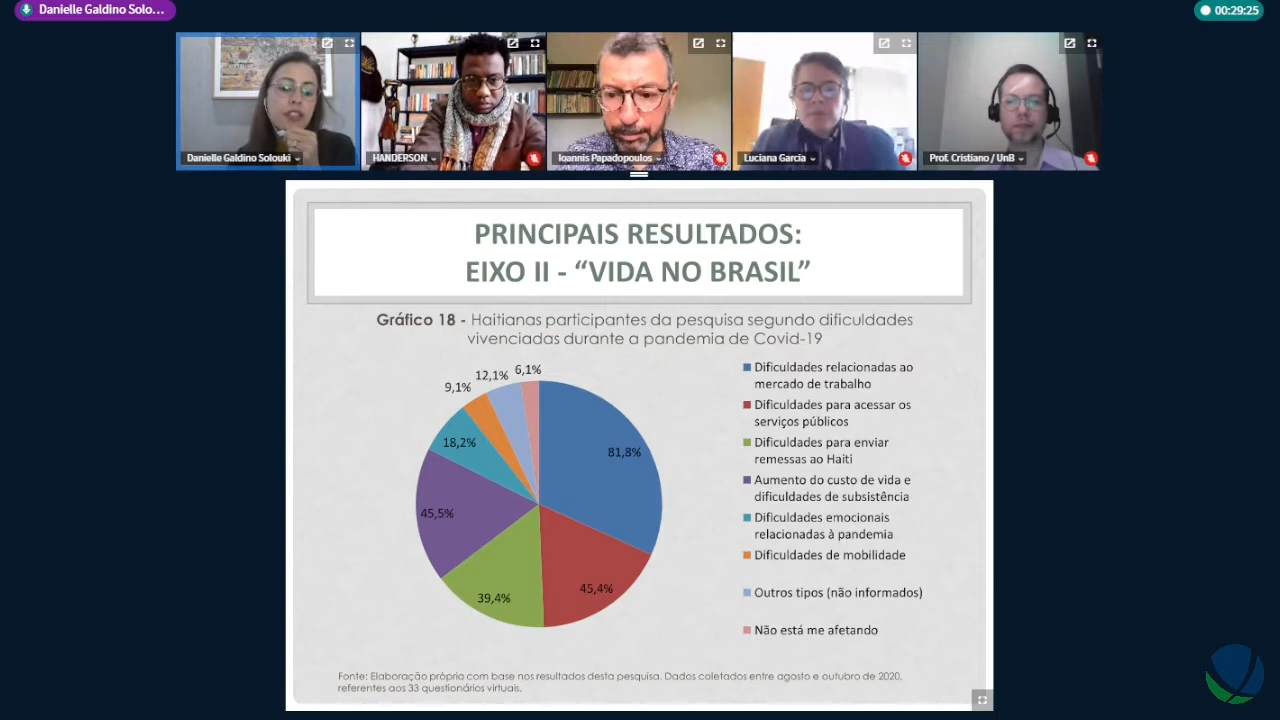 Danielle Galdino Solo...
00:29:25
Danielle Galdino Solouki
HANDERSON
Ioannis Papadopoulos
Luciana Garcia
Prof. Cristiano / UnB
PRINCIPAIS RESULTADOS:
EIXO II - “VIDA NO BRASIL”
Gráfico 18 - Haitianas participantes da pesquisa segundo dificuldades
vivenciadas durante a pandemia de Covid-19
6,1%
12,1%
9,1%
18,2%
81,8%
45,5%
45,4%
39,4%
Dificuldades relacionadas ao
mercado de trabalho
Dificuldades para acessar os
serviços públicos
Dificuldades para enviar
remessas ao Haiti
Aumento do custo de vida e
dificuldades de subsistência
Dificuldades emocionais
relacionadas à pandemia
Dificuldades de mobilidade
Outros tipos (não informados)
Não está me afetando
Fonte: Elaboração própria com base nos resultados desta pesquisa. Dados coletados entre agosto e outubro de 2020,
referentes aos 33 questionários virtuais.